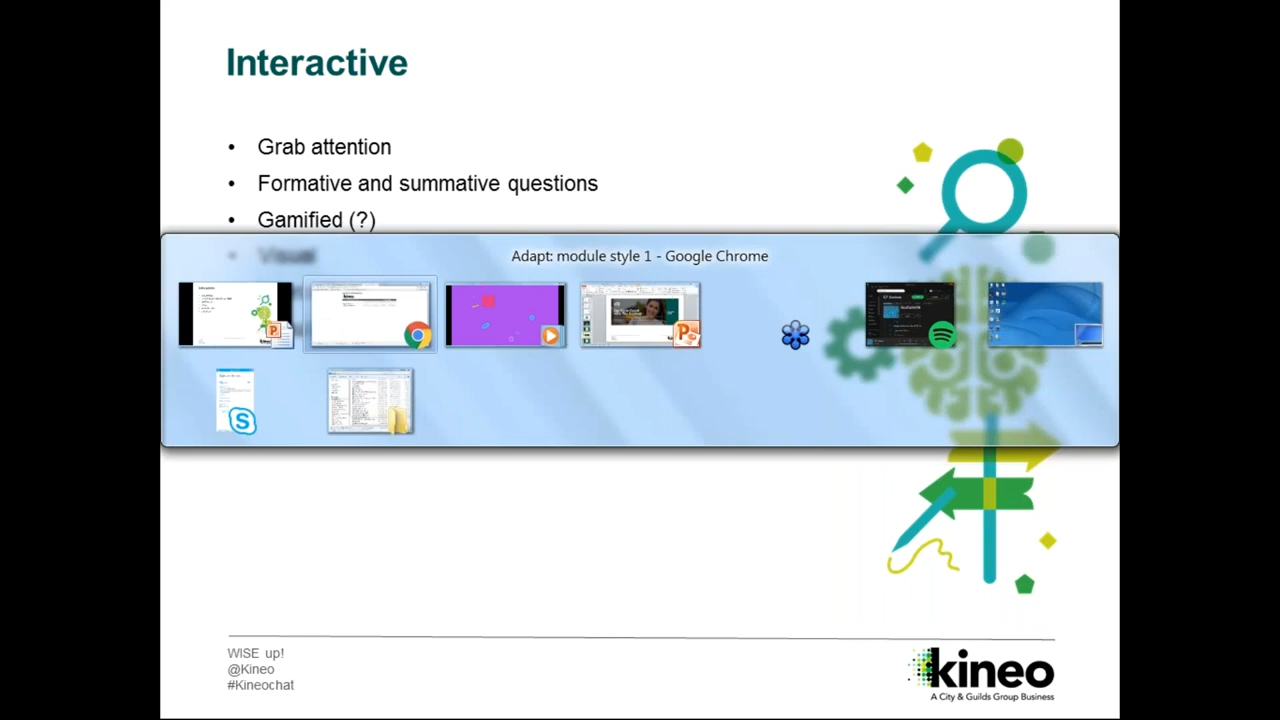 Interactive
• Grab attention
• Formative and summative questions
• Gamified (?)
• Visual
Adapt: module style 1 - Google Chrome
WISE up!
@Kineo
#Kineochat
kineo
A City & Guilds Group Business